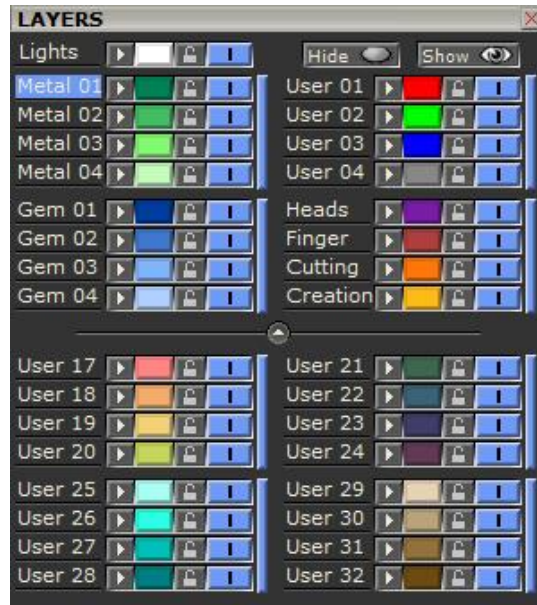 LAYERS
Lights
Hide Show
Metal 01 User 01
Metal 02 User 02
Metal 03 User 03
Metal 04 User 04
Gem 01 Heads
Gem 02 Finger
Gem 03 Cutting
Gem 04 Creation
User 17 User 21
User 18 User 22
User 19 User 23
User 20 User 24
User 25 User 29
User 26 User 30
User 27 User 31
User 28 User 32